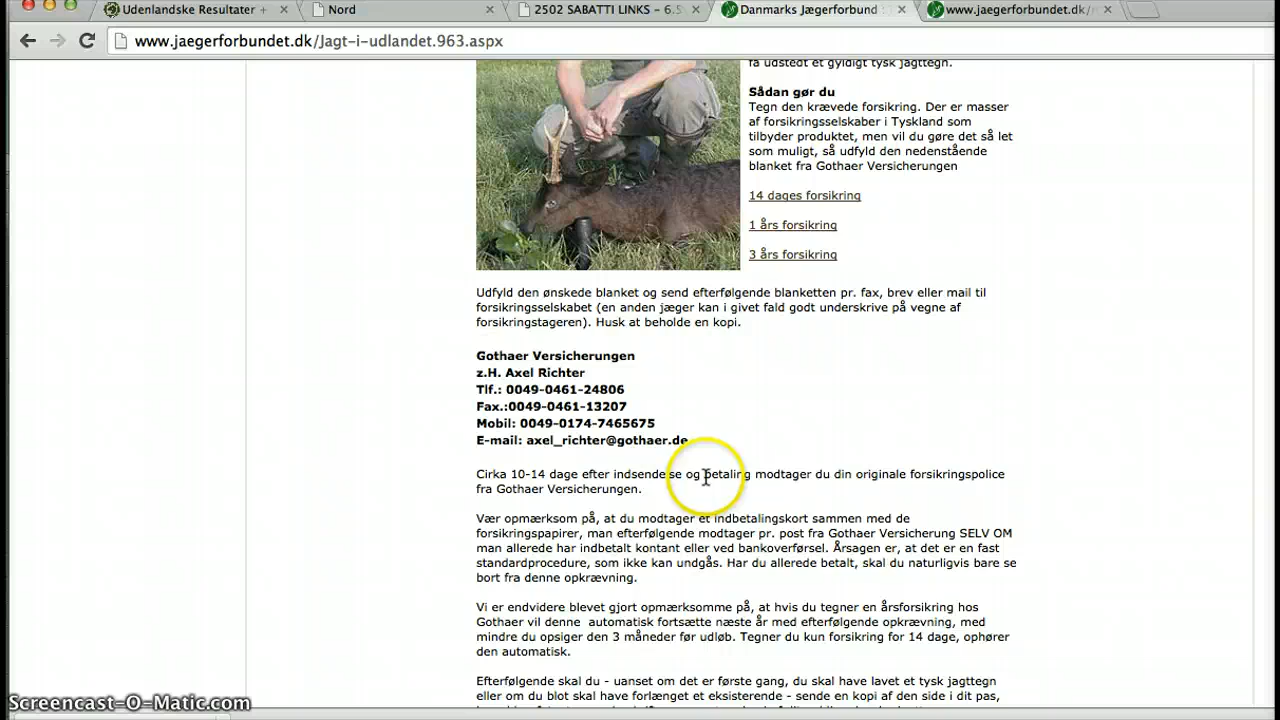 Udenlandske Resultater +
Nord
2502 SABATTI LINKS – 6.5
Danmarks Jægerforbund
www.jaegerforbundet.dk/
www.jaegerforbundet.dk/Jagt-i-udlandet.963.aspx
få udstedt et gyldigt tysk jagttegn.
Sådan gør du
Tegn den krævede forsikring. Der er masser
af forsikringsselskaber i Tyskland som
tilbyder produktet, men vil du gøre det så let
som muligt, så udfyld den nedenstående
blanket fra Gothaer Versicherungen
14 dages forsikring
1 års forsikring
3 års forsikring
Udfyld den ønskede blanket og send efterfølgende blanketten pr. fax, brev eller mail til
forsikringsselskabet (en anden jæger kan i givet fald godt underskrive på vegne af
forsikringstageren). Husk at beholde en kopi.
Gothaer Versicherungen
z.H. Axel Richter
Tlf.: 0049-0461-24806
Fax.:0049-0461-13207
Mobil: 0049-0174-7465675
E-mail: axel_richter@gothaer.de
Cirka 10-14 dage efter indsendelse og betaling modtager du din originale forsikringspolice
fra Gothaer Versicherungen.
Vær opmærksom på, at du modtager et indbetalingskort sammen med de
forsikringspapirer, man efterfølgende modtager pr. post fra Gothaer Versicherung SELV OM
man allerede har indbetalt kontant eller ved bankoverførsel. Årsagen er, at det er en fast
standardprocedure, som ikke kan undgås. Har du allerede betalt, skal du naturligvis bare se
bort fra denne opkrævning.
Vi er endvidere blevet gjort opmærksomme på, at hvis du tegner en årsforsikring hos
Gothaer vil denne automatisk fortsætte næste år med efterfølgende opkrævning, med
mindre du opsiger den 3 måneder før udløb. Tegner du kun forsikring for 14 dage, ophører
den automatisk.
Efterfølgende skal du - uanset om det er første gang, du skal have lavet et tysk jagttegn
eller om du blot skal have forlænget et eksisterende - sende en kopi af den side i dit pas,
Screencast-O-Matic.com